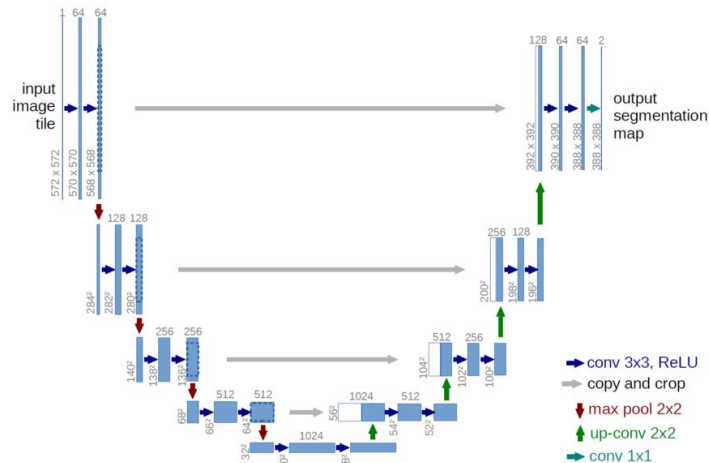 1 64 64
input
image
tile
572 x 572
570 x 570
568 x 568
128 64 64 2
output
segmentation
map
392 x 392
390 x 390
388 x 388
388 x 388
128 128
284²
282²
280²
256 128
200²
198²
196²
256 256
140²
138²
136²
512 256
104²
102²
100²
512 512
68²
66²
64²
1024 512
56²
54²
52²
1024
32²
conv 3x3, ReLU
copy and crop
max pool 2x2
up-conv 2x2
conv 1x1